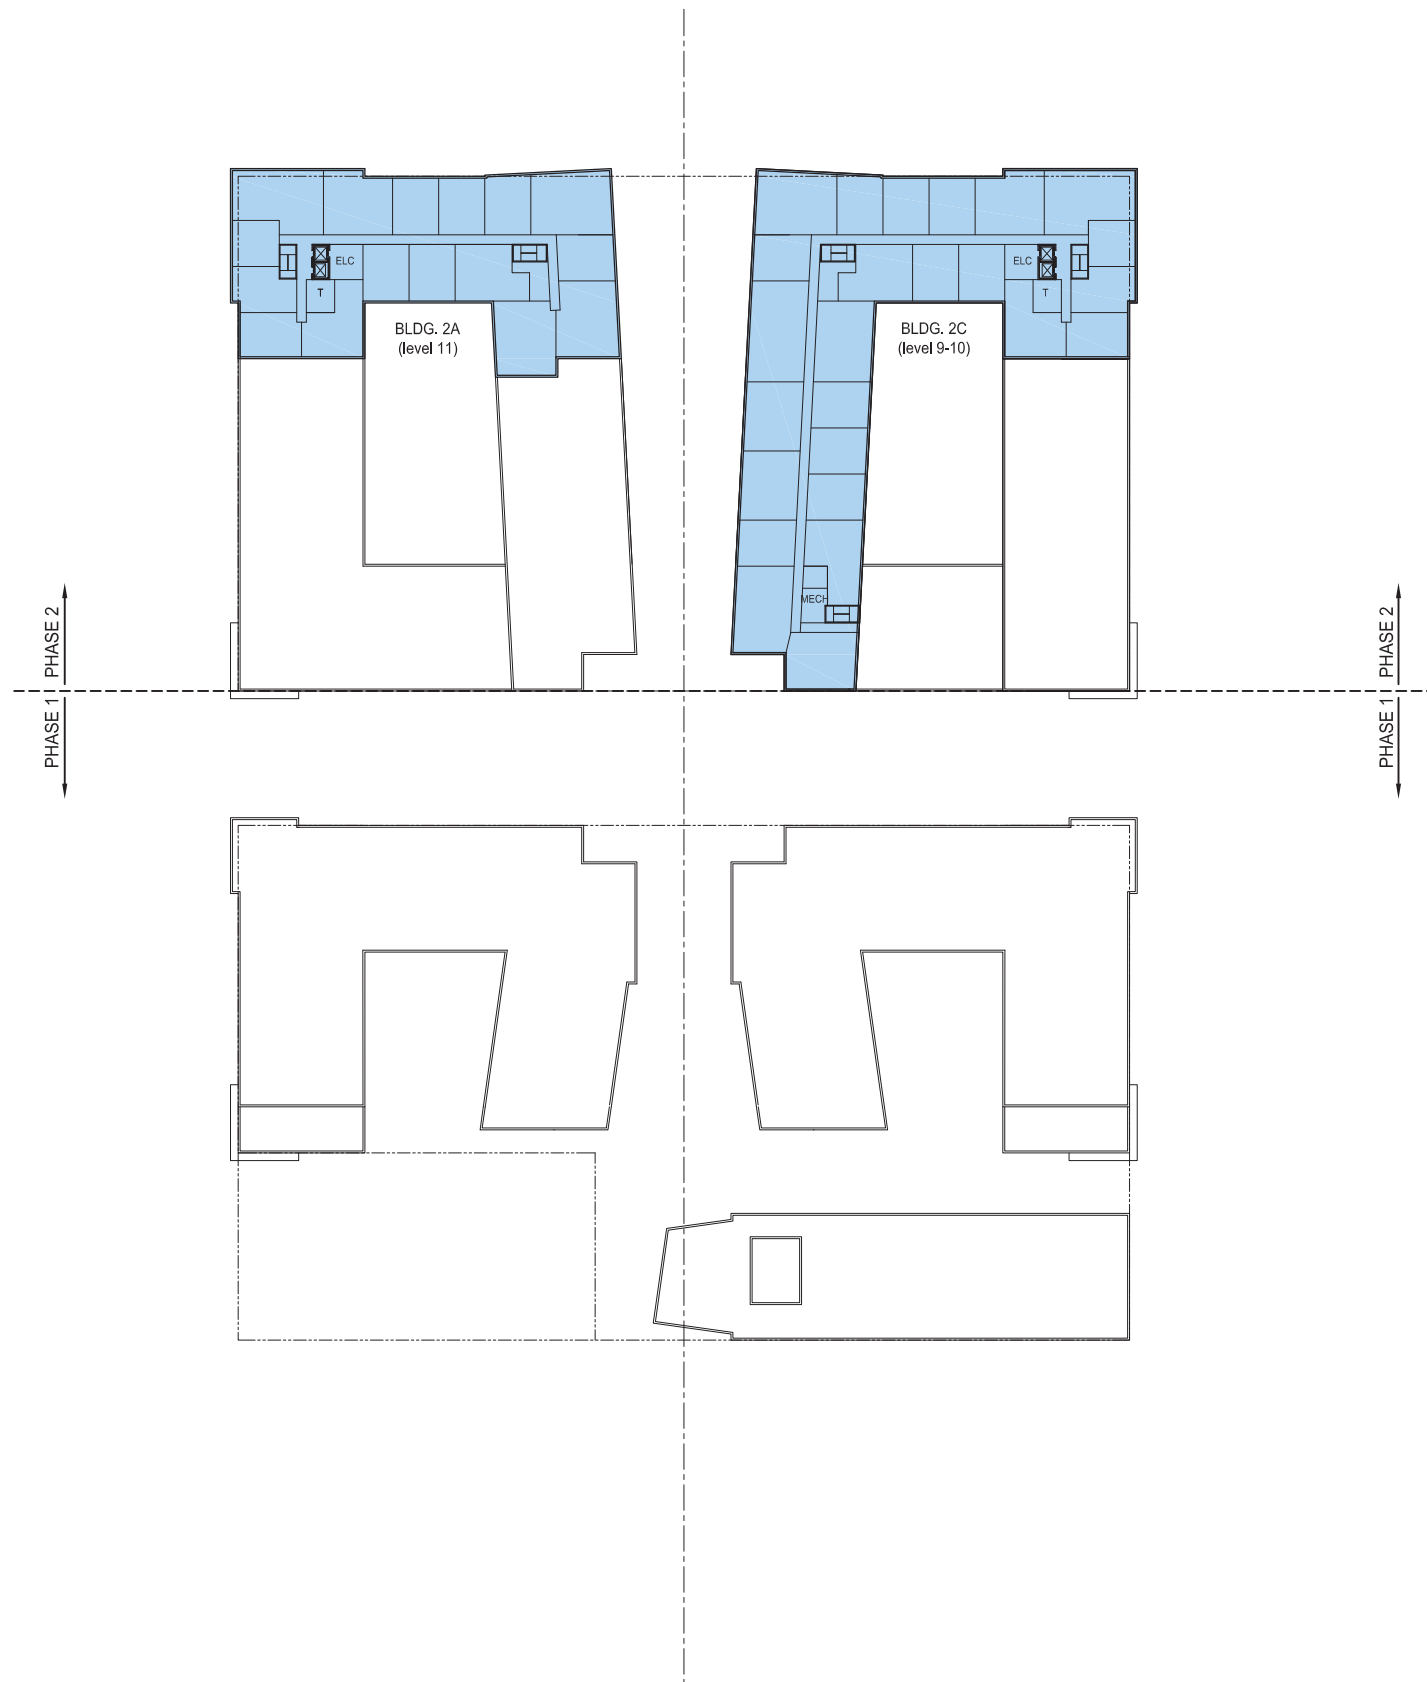 ELC
T
BLDG. 2A
(level 11)
ELC
T
BLDG. 2C
(level 9-10)
MECH
PHASE 2
PHASE 1
PHASE 2
PHASE 1